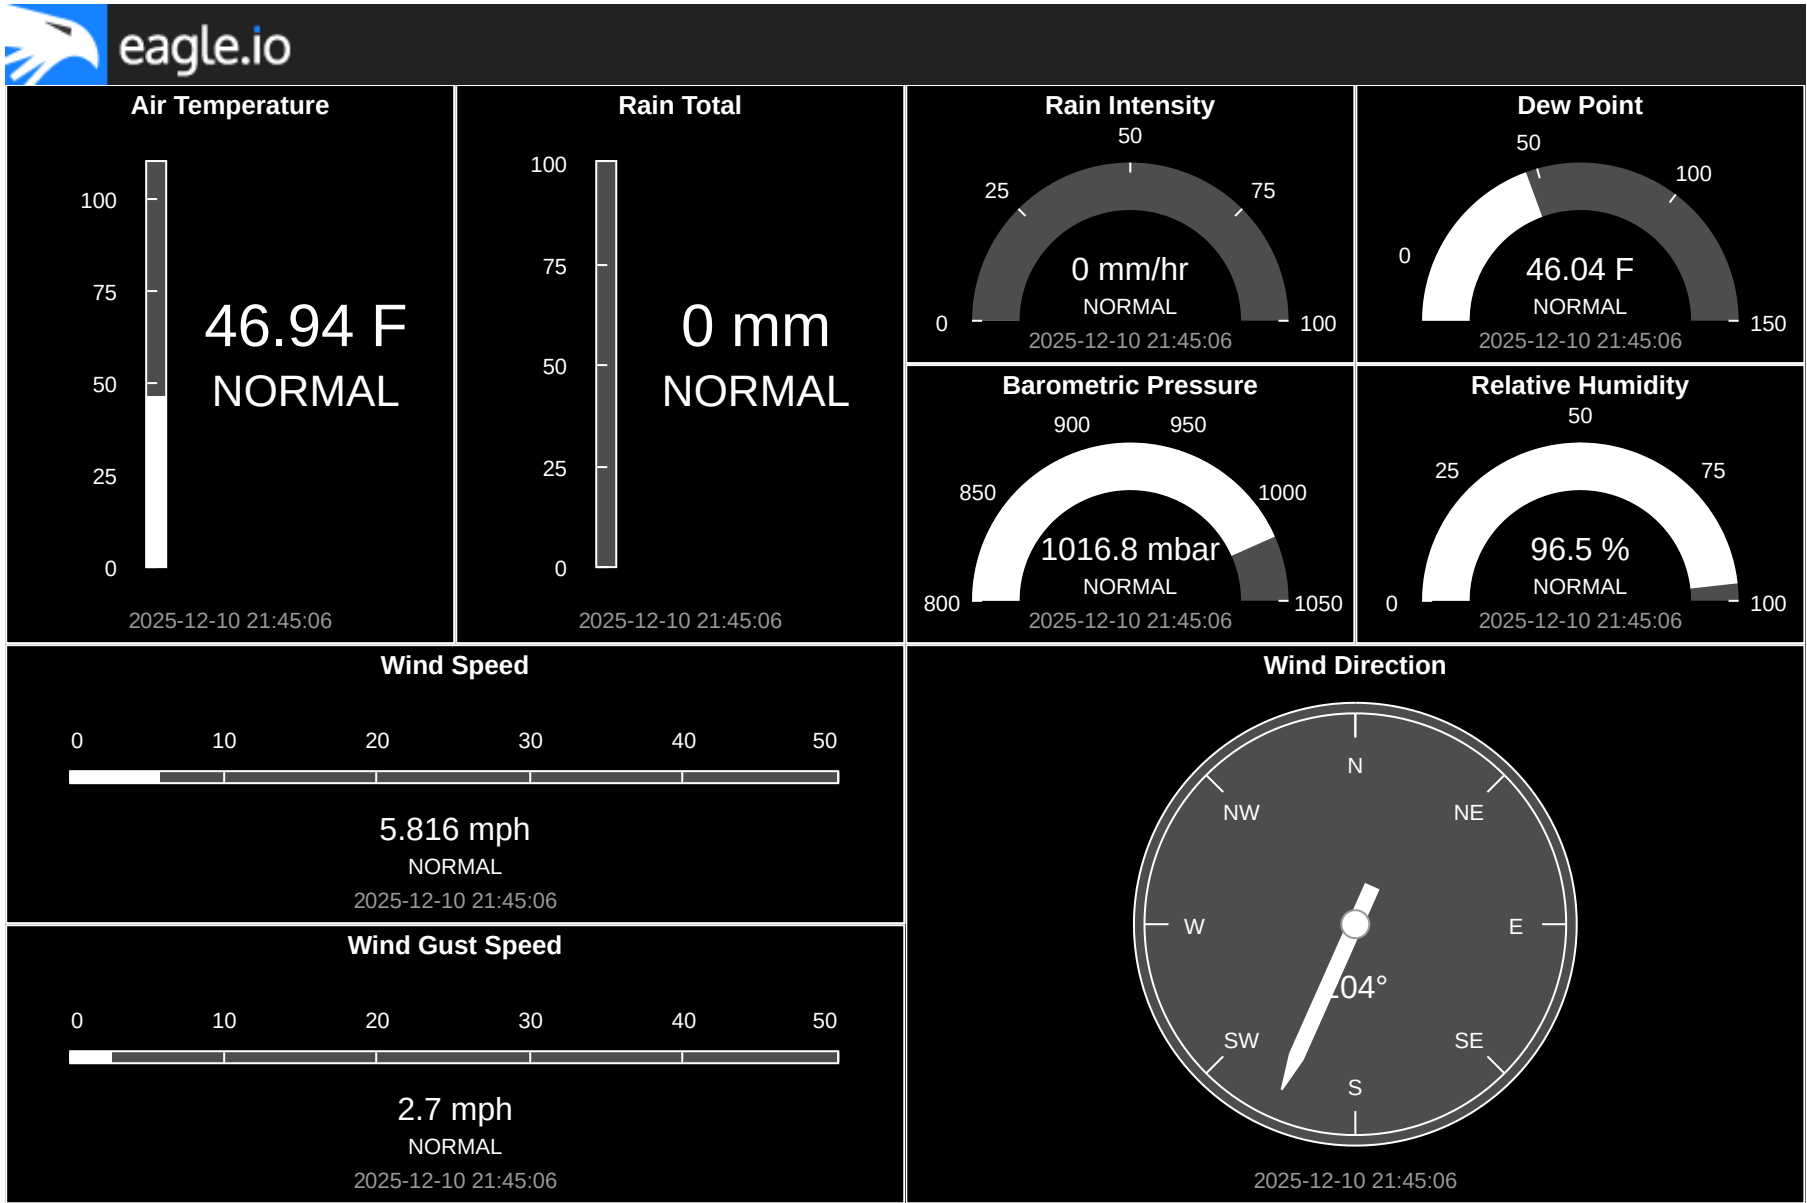 eagle.io
Air Temperature
100
75
50
25
0
46.94 F
NORMAL
2025-12-10 21:45:06
Rain Total
100
75
50
25
0
0 mm
NORMAL
2025-12-10 21:45:06
Rain Intensity
0
25
50
75
100
0 mm/hr
NORMAL
2025-12-10 21:45:06
Dew Point
0
50
100
150
46.04 F
NORMAL
2025-12-10 21:45:06
Barometric Pressure
800
850
900
950
1000
1050
1016.8 mbar
NORMAL
2025-12-10 21:45:06
Relative Humidity
0
25
50
75
100
96.5 %
NORMAL
2025-12-10 21:45:06
Wind Speed
0 10 20 30 40 50
5.816 mph
NORMAL
2025-12-10 21:45:06
Wind Gust Speed
0 10 20 30 40 50
2.7 mph
NORMAL
2025-12-10 21:45:06
Wind Direction
N
NW NE
W E
SW SE
S
2025-12-10 21:45:06